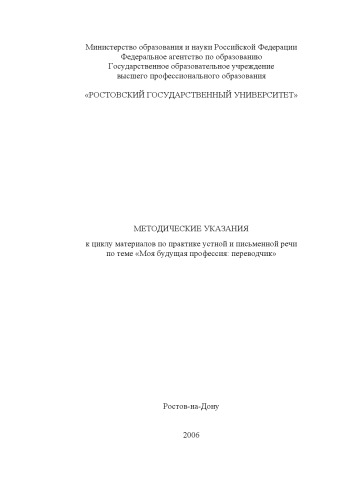 Министерство образования и науки Российской Федерации
Федеральное агентство по образованию
Государственное образовательное учреждение
высшего профессионального образования
«РОСТОВСКИЙ ГОСУДАРСТВЕННЫЙ УНИВЕРСИТЕТ»
МЕТОДИЧЕСКИЕ УКАЗАНИЯ
к циклу материалов по практике устной и письменной речи
по теме «Моя будущая профессия: переводчик»
Ростов-на-Дону
2006